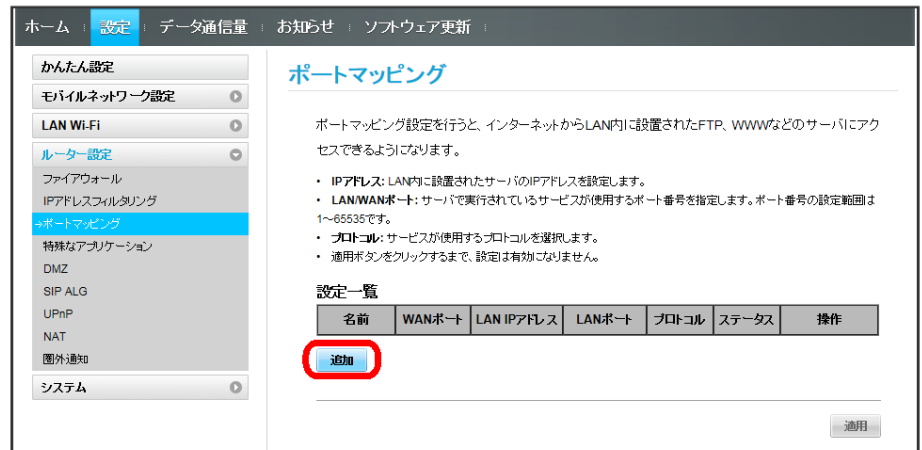 ホーム 設定 データ通信量 お知らせ ソフトウェア更新
かんたん設定
モバイルネットワーク設定
LAN Wi-Fi
ルーター設定
ファイアウォール
IPアドレスフィルタリング
→ポートマッピング
特殊なアプリケーション
DMZ
SIP ALG
UPnP
NAT
圏外通知
システム
ポートマッピング
ポートマッピング設定を行うと、インターネットからLAN内に設置されたFTP、WWWなどのサーバにアク
セスできるようになります。
・ IPアドレス: LAN内に設置されたサーバのIPアドレスを設定します。
・ LAN/WANポート: サーバで実行されているサービスが使用するポート番号を指定します。ポート番号の設定範囲は
1～65535です。
・ プロトコル: サービスが使用するプロトコルを選択します。
・ 適用ボタンをクリックするまで、設定は有効になりません。
設定一覧
名前 WANポート LAN IPアドレス LANポート プロトコル ステータス 操作
追加
適用